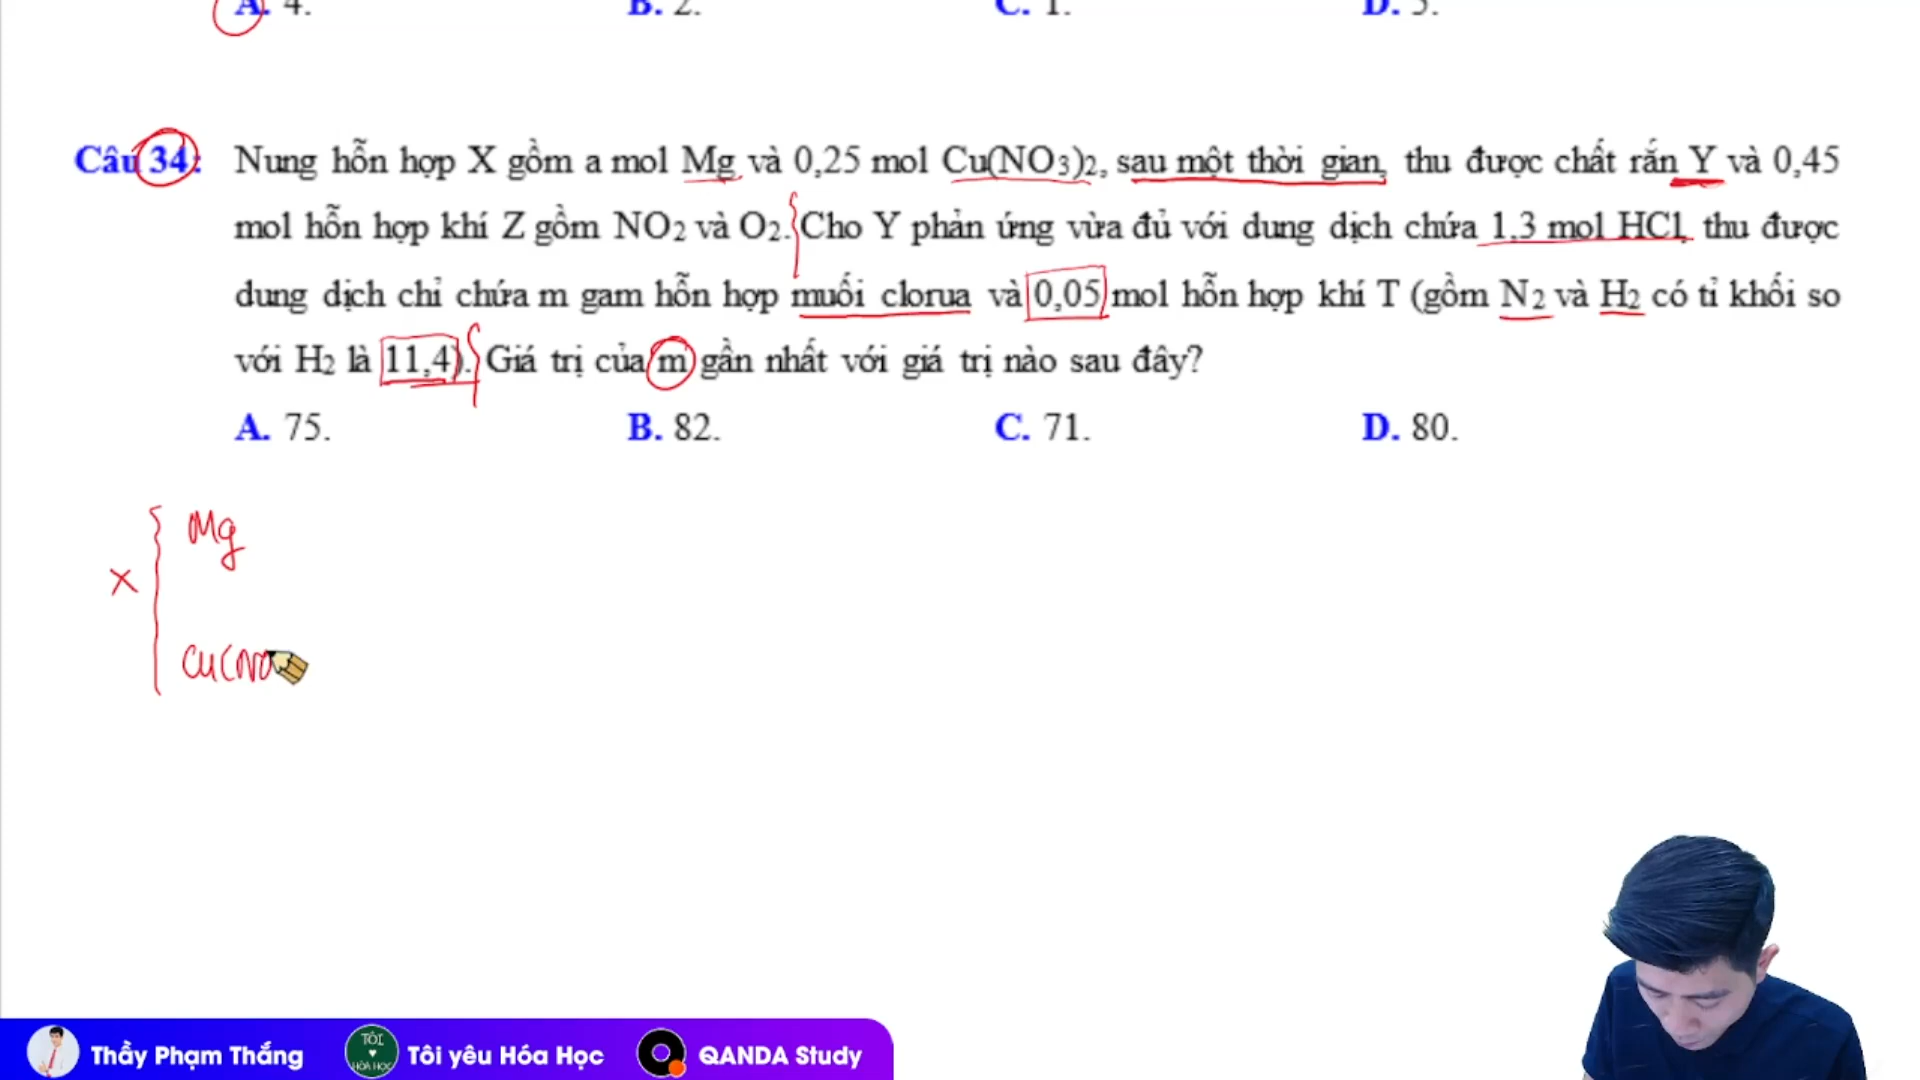 A. 4. B. 2. C. 1. D. 5.
Câu 34: Nung hỗn hợp X gồm a mol Mg và 0,25 mol Cu(NO3)2, sau một thời gian, thu được chất rắn Y và 0,45
mol hỗn hợp khí Z gồm NO2 và O2. Cho Y phản ứng vừa đủ với dung dịch chứa 1,3 mol HCl, thu được
dung dịch chỉ chứa m gam hỗn hợp muối clorua và 0,05 mol hỗn hợp khí T (gồm N2 và H2 có tỉ khối so
với H2 là 11,4). Giá trị của m gần nhất với giá trị nào sau đây?
A. 75. B. 82. C. 71. D. 80.
Mg
X
Cu(NO
Thầy Phạm Thắng TÔI ♥ HÓA HỌC Tôi yêu Hóa Học QANDA Study